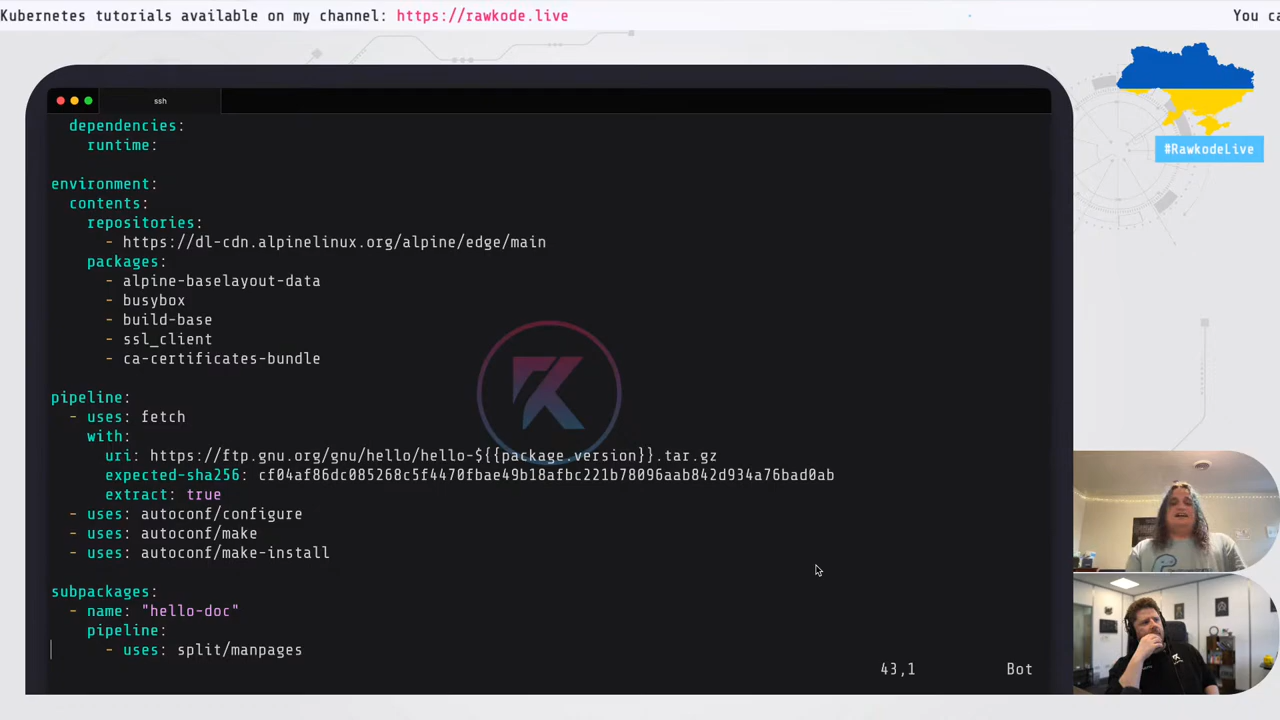 Kubernetes tutorials available on my channel: https://rawkode.live
You ca
#RawkodeLive
ssh
dependencies:
runtime:
environment:
contents:
repositories:
- https://dl-cdn.alpinelinux.org/alpine/edge/main
packages:
- alpine-baselayout-data
- busybox
- build-base
- ssl_client
- ca-certificates-bundle
pipeline:
- uses: fetch
with:
uri: https://ftp.gnu.org/gnu/hello/hello-${{package.version}}.tar.gz
expected-sha256: cf04af86dc085268c5f4470fbae49b18afbc221b78096aab842d934a76bad0ab
extract: true
- uses: autoconf/configure
- uses: autoconf/make
- uses: autoconf/make-install
subpackages:
- name: "hello-doc"
pipeline:
- uses: split/manpages
43,1 Bot